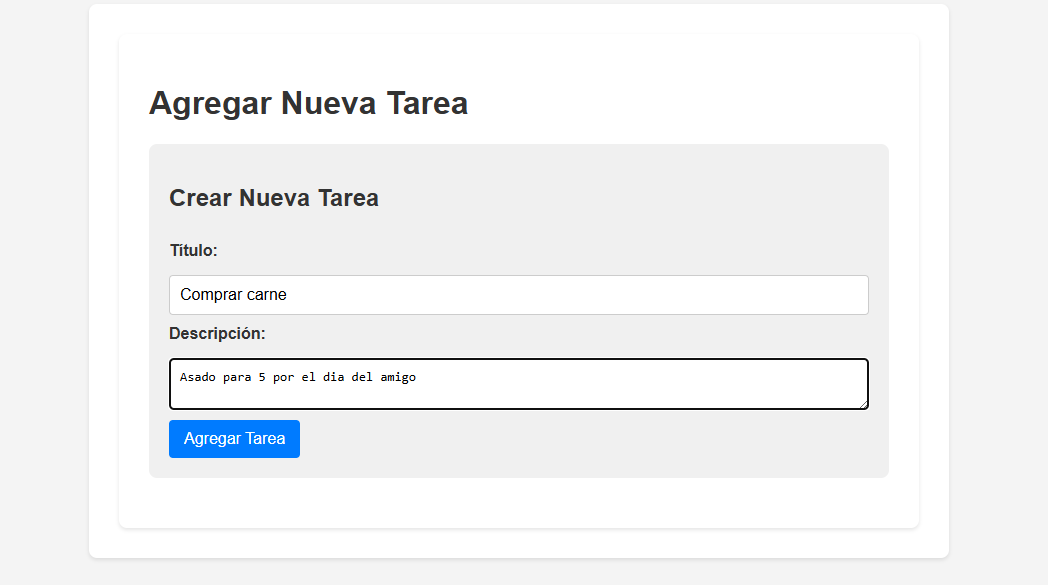 Agregar Nueva Tarea
Crear Nueva Tarea
Título:
Comprar carne
Descripción:
Asado para 5 por el dia del amigo
Agregar Tarea